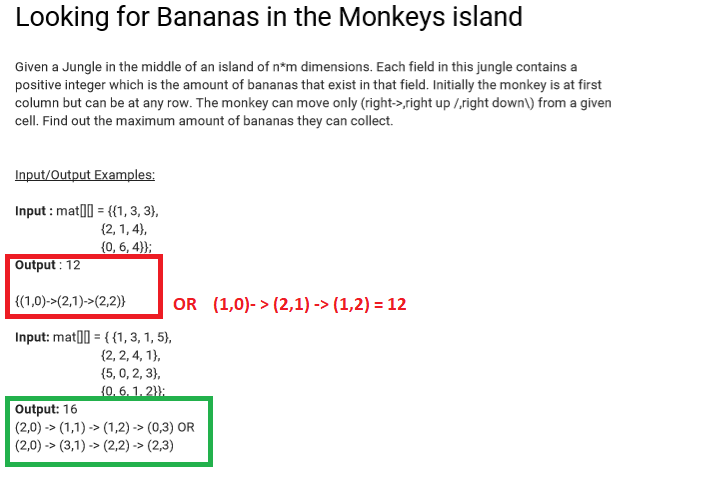 Looking for Bananas in the Monkeys island
Given a Jungle in the middle of an island of n*m dimensions. Each field in this jungle contains a
positive integer which is the amount of bananas that exist in that field. Initially the monkey is at first
column but can be at any row. The monkey can move only (right->,right up /,right down\) from a given
cell. Find out the maximum amount of bananas they can collect.
Input/Output Examples:
Input : mat[][] = {{1, 3, 3},
{2, 1, 4},
{0, 6, 4}};
Output : 12
{(1,0)->(2,1)->(2,2)}
OR (1,0)- > (2,1) -> (1,2) = 12
Input: mat[][] = { {1, 3, 1, 5},
{2, 2, 4, 1},
{5, 0, 2, 3},
{0, 6, 1, 2}};
Output: 16
(2,0) -> (1,1) -> (1,2) -> (0,3) OR
(2,0) -> (3,1) -> (2,2) -> (2,3)